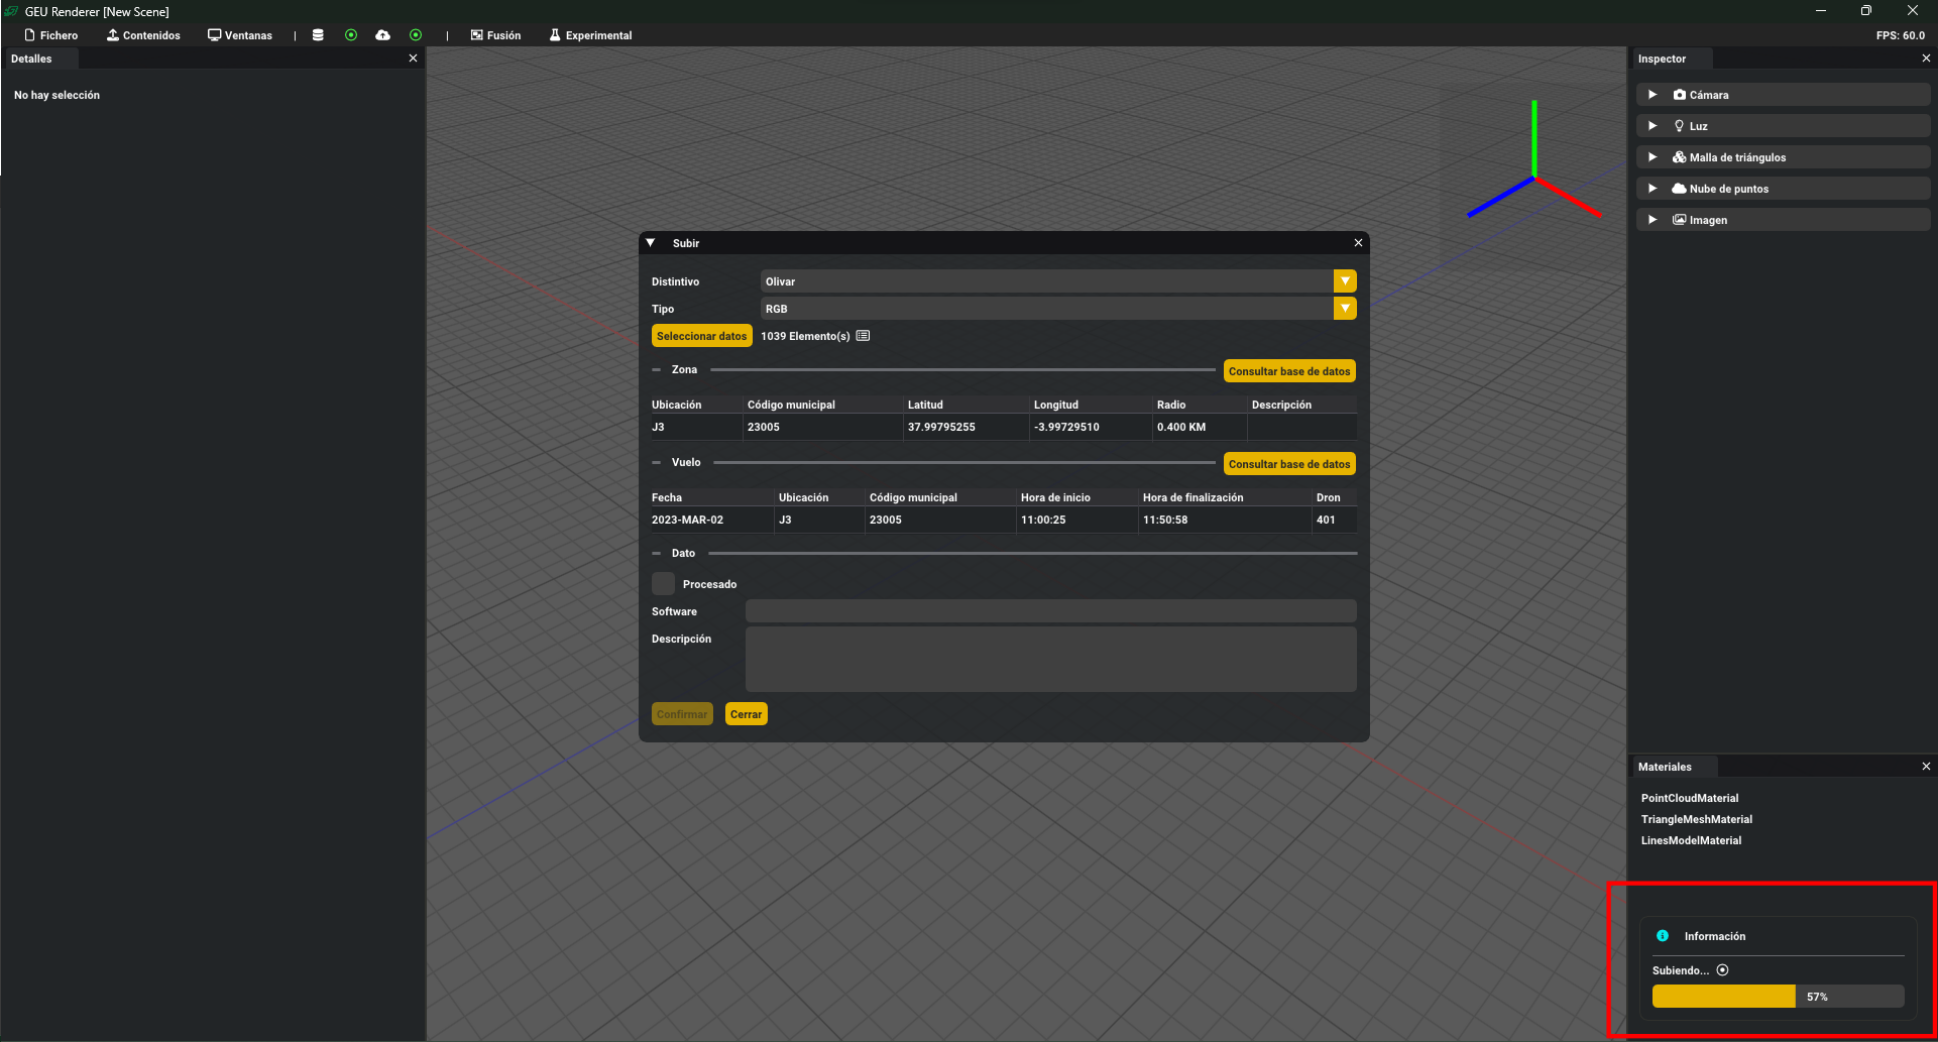 GEU Renderer [New Scene]
Fichero Contenidos Ventanas | | Fusión Experimental FPS: 60.0
Detalles
No hay selección
Subir
Distintivo Olivar
Tipo RGB
Seleccionar datos 1039 Elemento(s)
Zona Consultar base de datos
Ubicación Código municipal Latitud Longitud Radio Descripción
J3 23005 37.99795255 -3.99729510 0.400 KM
Vuelo Consultar base de datos
Fecha Ubicación Código municipal Hora de inicio Hora de finalización Dron
2023-MAR-02 J3 23005 11:00:25 11:50:58 401
Dato
Procesado
Software
Descripción
Confirmar Cerrar
Inspector
Cámara
Luz
Malla de triángulos
Nube de puntos
Imagen
Materiales
PointCloudMaterial
TriangleMeshMaterial
LinesModelMaterial
Información
Subiendo...
57%